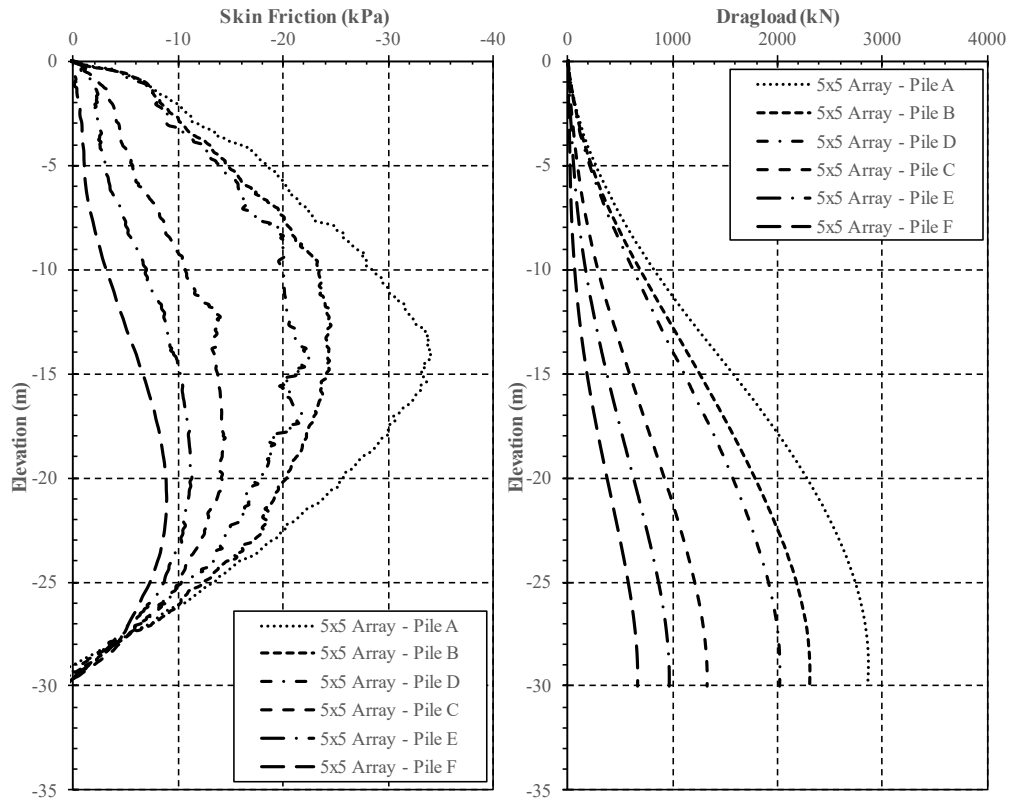 Skin Friction (kPa)
0 -10 -20 -30 -40
0
-5
-10
-15
-20
-25
-30
-35
Elevation (m)
5x5 Array - Pile A
5x5 Array - Pile B
5x5 Array - Pile D
5x5 Array - Pile C
5x5 Array - Pile E
5x5 Array - Pile F
Dragload (kN)
0 1000 2000 3000 4000
0
-5
-10
-15
-20
-25
-30
-35
Elevation (m)
5x5 Array - Pile A
5x5 Array - Pile B
5x5 Array - Pile D
5x5 Array - Pile C
5x5 Array - Pile E
5x5 Array - Pile F